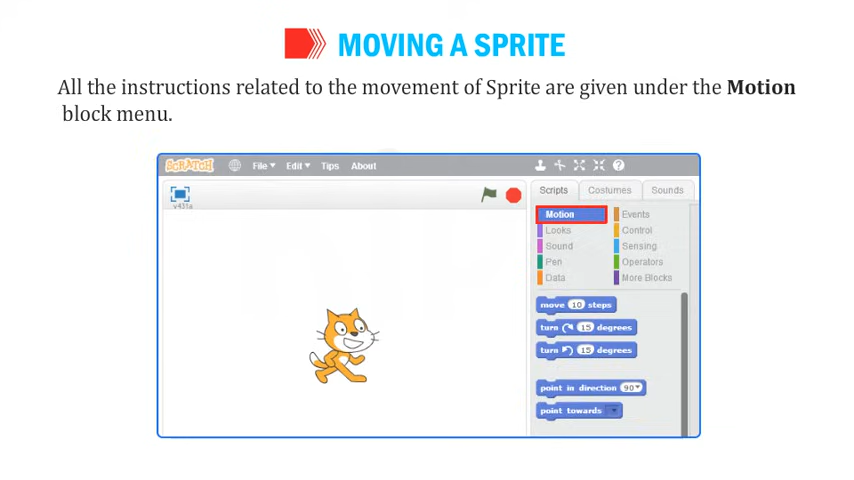 MOVING A SPRITE
All the instructions related to the movement of Sprite are given under the Motion
block menu.
SCRATCH File Edit Tips About
v431a
Scripts Costumes Sounds
Motion Events
Looks Control
Sound Sensing
Pen Operators
Data More Blocks
move 10 steps
turn 15 degrees
turn 15 degrees
point in direction 90
point towards